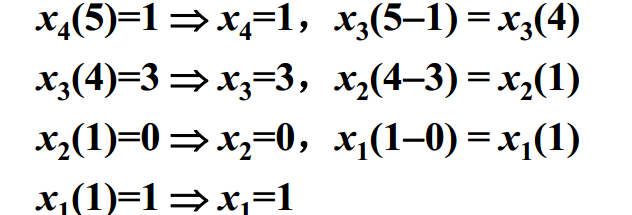 x₄(5)=1⇒x₄=1，x₃(5–1) = x₃(4)
x₃(4)=3⇒x₃=3，x₂(4–3) = x₂(1)
x₂(1)=0⇒x₂=0，x₁(1–0) = x₁(1)
x₁(1)=1⇒x₁=1